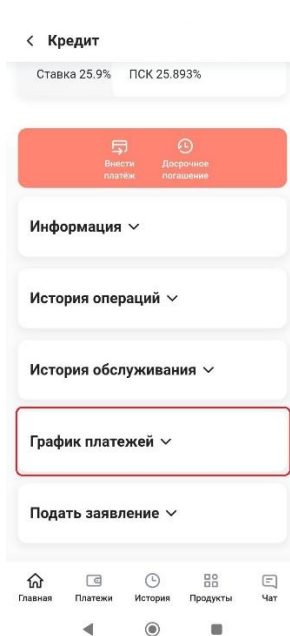 Кредит
Ставка 25.9% ПСК 25.893%
Внести Досрочное
платёж погашение
Информация
История операций
История обслуживания
График платежей
Подать заявление
Главная Платежи История Продукты Чат